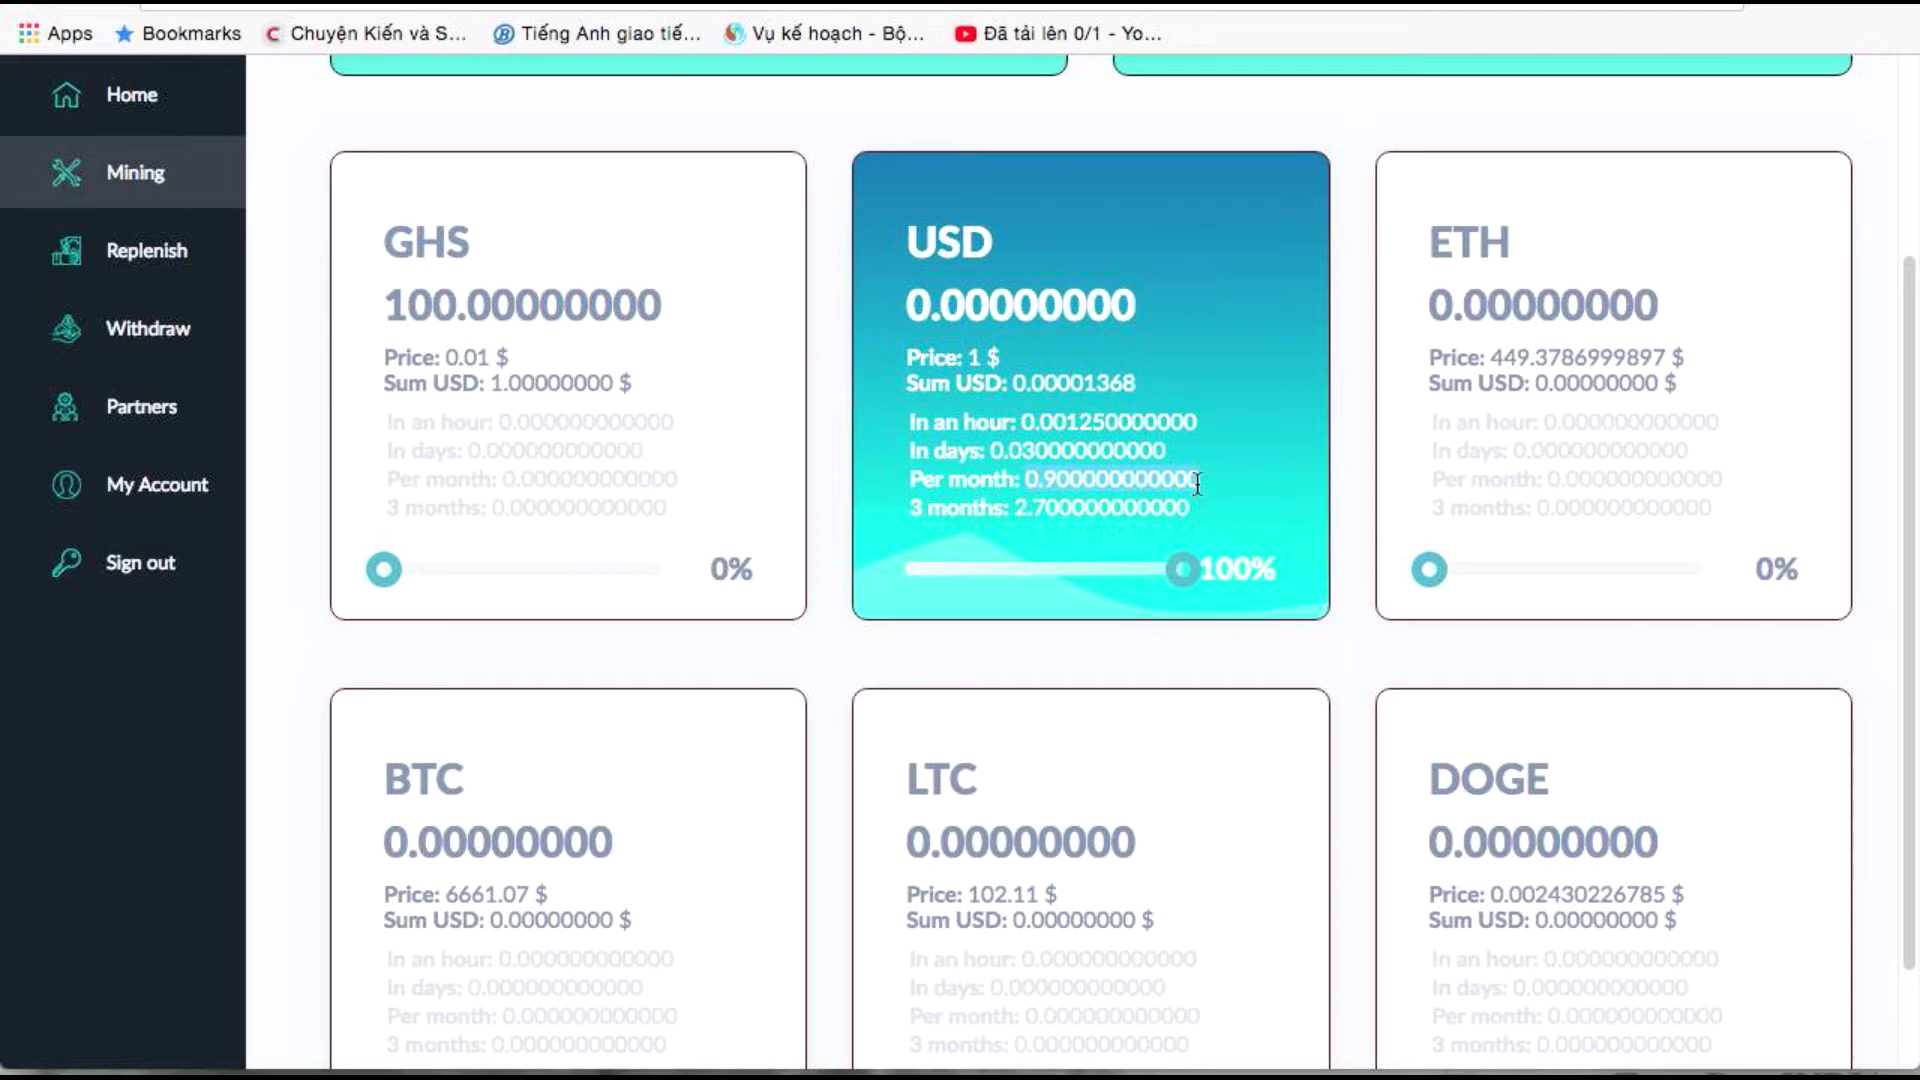 Apps
Bookmarks
Chuyện Kiến và S...
Tiếng Anh giao tiế...
Vụ kế hoạch - Bộ...
Đã tải lên 0/1 - Yo...
Home
Mining
Replenish
Withdraw
Partners
My Account
Sign out
GHS
100.00000000
Price: 0.01 $
Sum USD: 1.00000000 $
In an hour: 0.000000000000
In days: 0.000000000000
Per month: 0.000000000000
3 months: 0.000000000000
0%
USD
0.00000000
Price: 1 $
Sum USD: 0.00001368
In an hour: 0.001250000000
In days: 0.030000000000
Per month: 0.900000000000
3 months: 2.700000000000
100%
ETH
0.00000000
Price: 449.3786999897 $
Sum USD: 0.00000000 $
In an hour: 0.000000000000
In days: 0.000000000000
Per month: 0.000000000000
3 months: 0.000000000000
0%
BTC
0.00000000
Price: 6661.07 $
Sum USD: 0.00000000 $
In an hour: 0.000000000000
In days: 0.000000000000
Per month: 0.000000000000
3 months: 0.000000000000
LTC
0.00000000
Price: 102.11 $
Sum USD: 0.00000000 $
In an hour: 0.000000000000
In days: 0.000000000000
Per month: 0.000000000000
3 months: 0.000000000000
DOGE
0.00000000
Price: 0.002430226785 $
Sum USD: 0.00000000 $
In an hour: 0.000000000000
In days: 0.000000000000
Per month: 0.000000000000
3 months: 0.000000000000